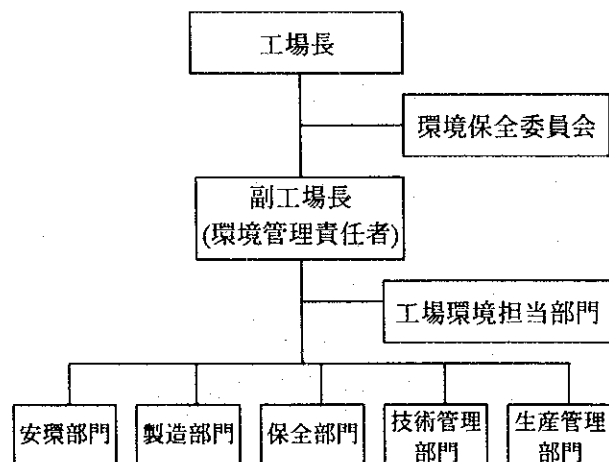 工場長
環境保全委員会
副工場長
(環境管理責任者)
工場環境担当部門
安環部門
製造部門
保全部門
技術管理
部門
生産管理
部門